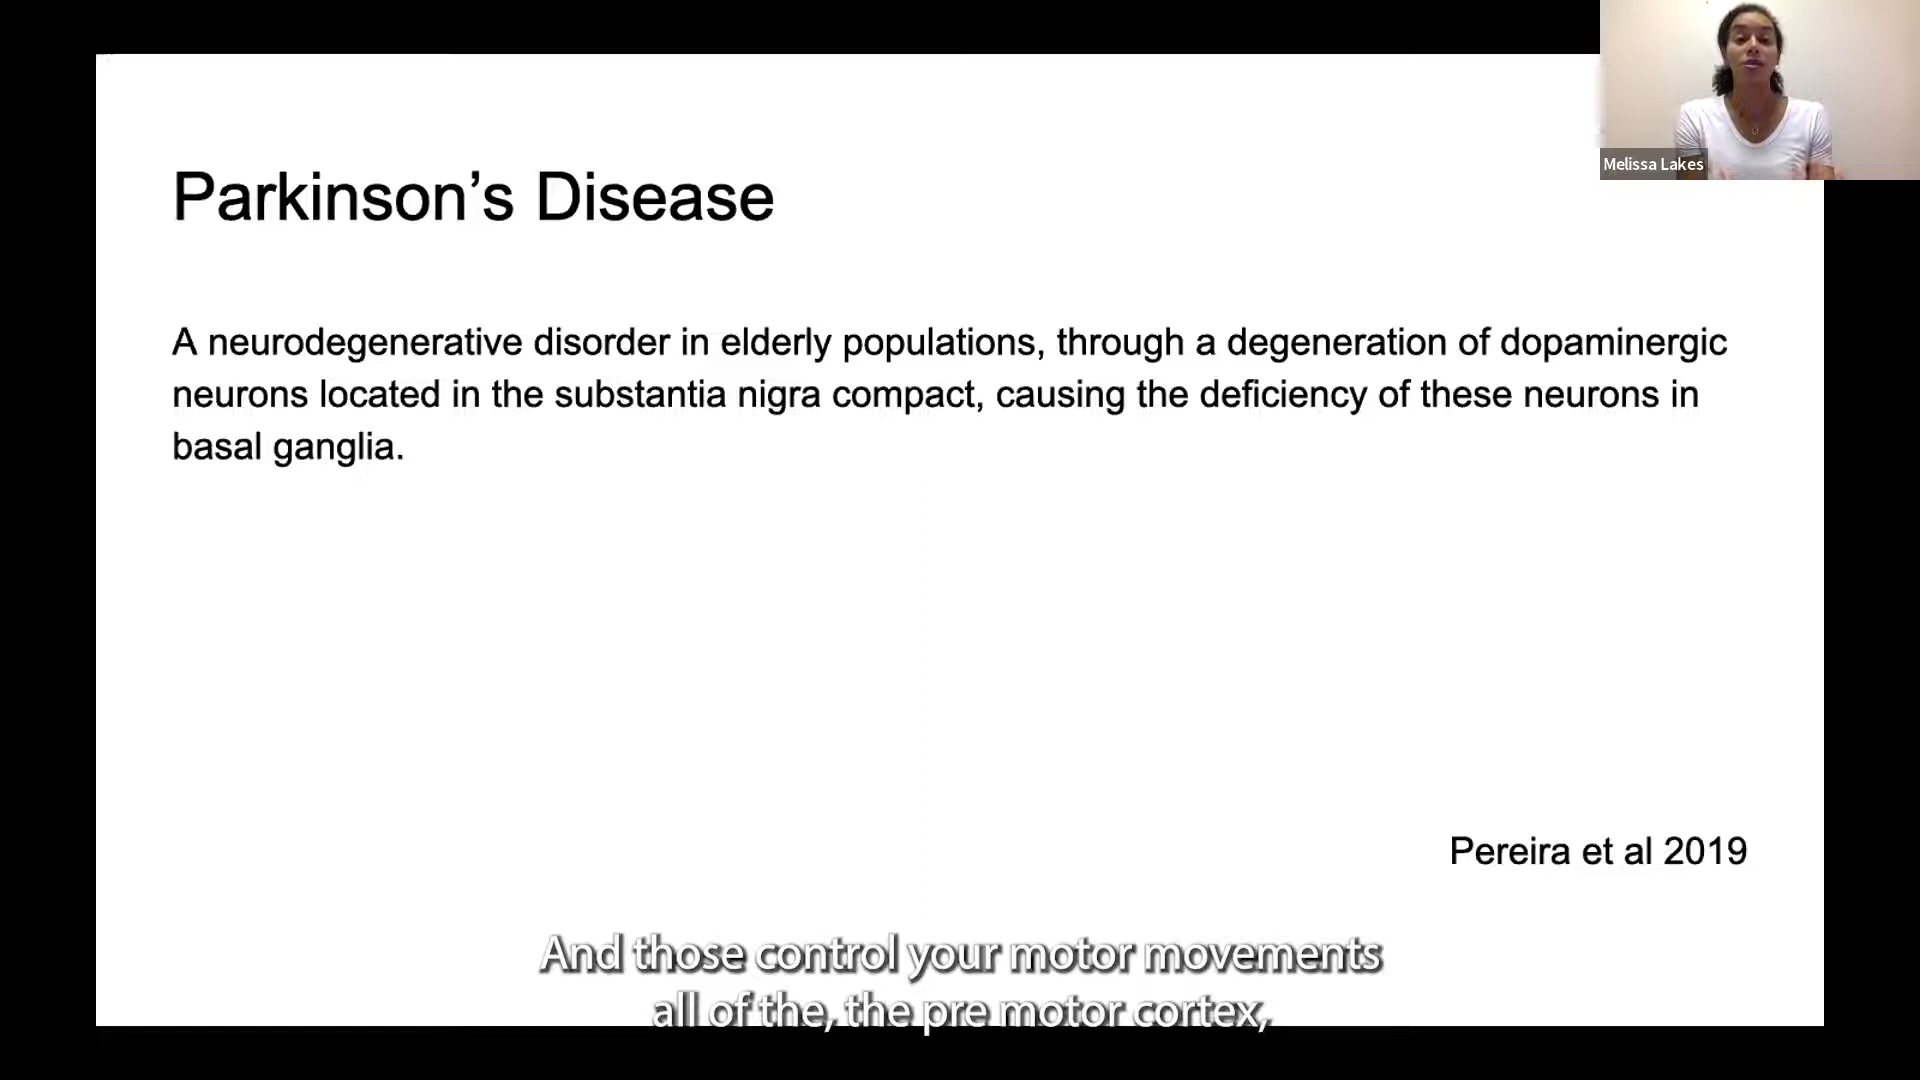 Melissa Lakes
Parkinson’s Disease
A neurodegenerative disorder in elderly populations, through a degeneration of dopaminergic
neurons located in the substantia nigra compact, causing the deficiency of these neurons in
basal ganglia.
Pereira et al 2019
And those control your motor movements
all of the, the pre motor cortex,